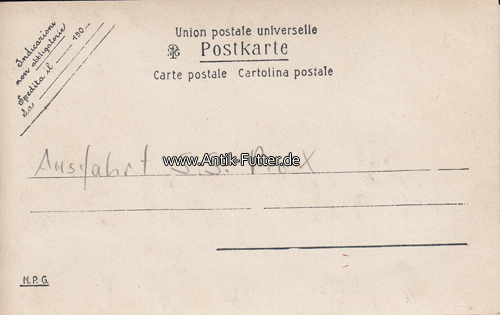 Union postale universelle
Postkarte
Carte postale Cartolina postale
Indicazioni
non obbligatorie
Spedita il 190...
da
Ausfahrt S.S.
www.Antik-Futter.de
N.P.G.